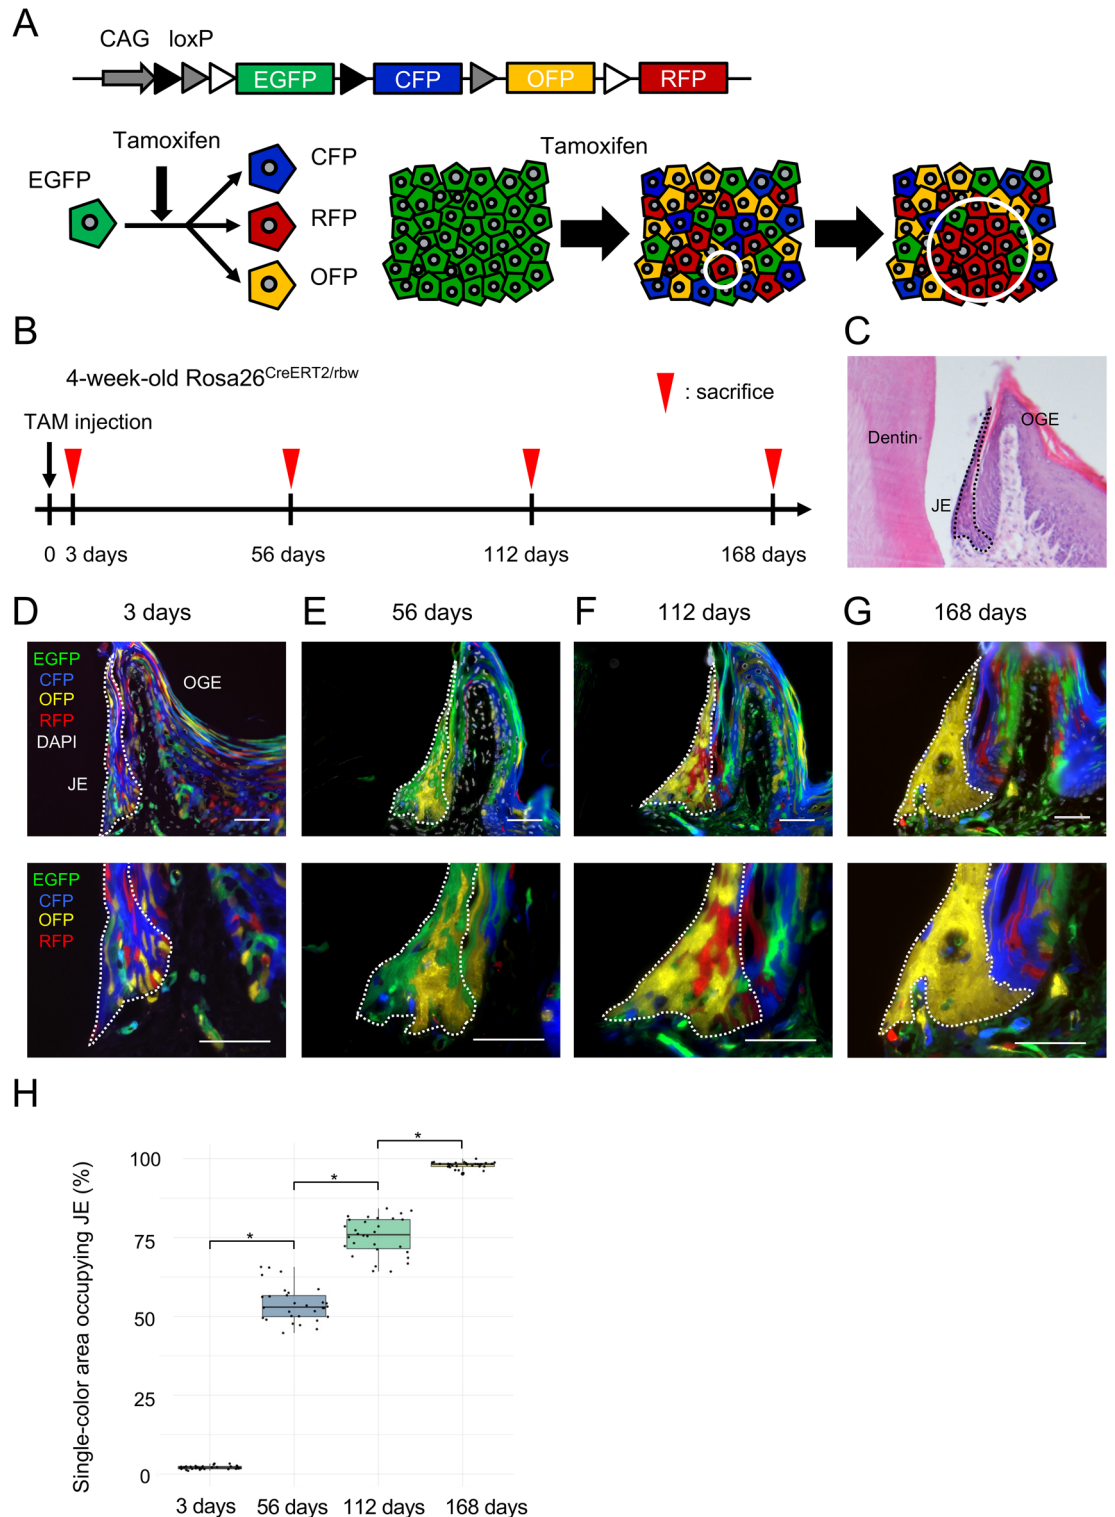 A
CAG loxP
EGFP CFP OFP RFP
Tamoxifen
EGFP
CFP
RFP
OFP
Tamoxifen
B
4-week-old Rosa26CreERT2/rbw
: sacrifice
TAM injection
0 3 days 56 days 112 days 168 days
C
Dentin
OGE
JE
D 3 days
E 56 days
F 112 days
G 168 days
EGFP
CFP
OFP
RFP
DAPI
OGE
JE
EGFP
CFP
OFP
RFP
H
Single-color area occupying JE (%)
100
75
50
25
0
* * *
3 days 56 days 112 days 168 days